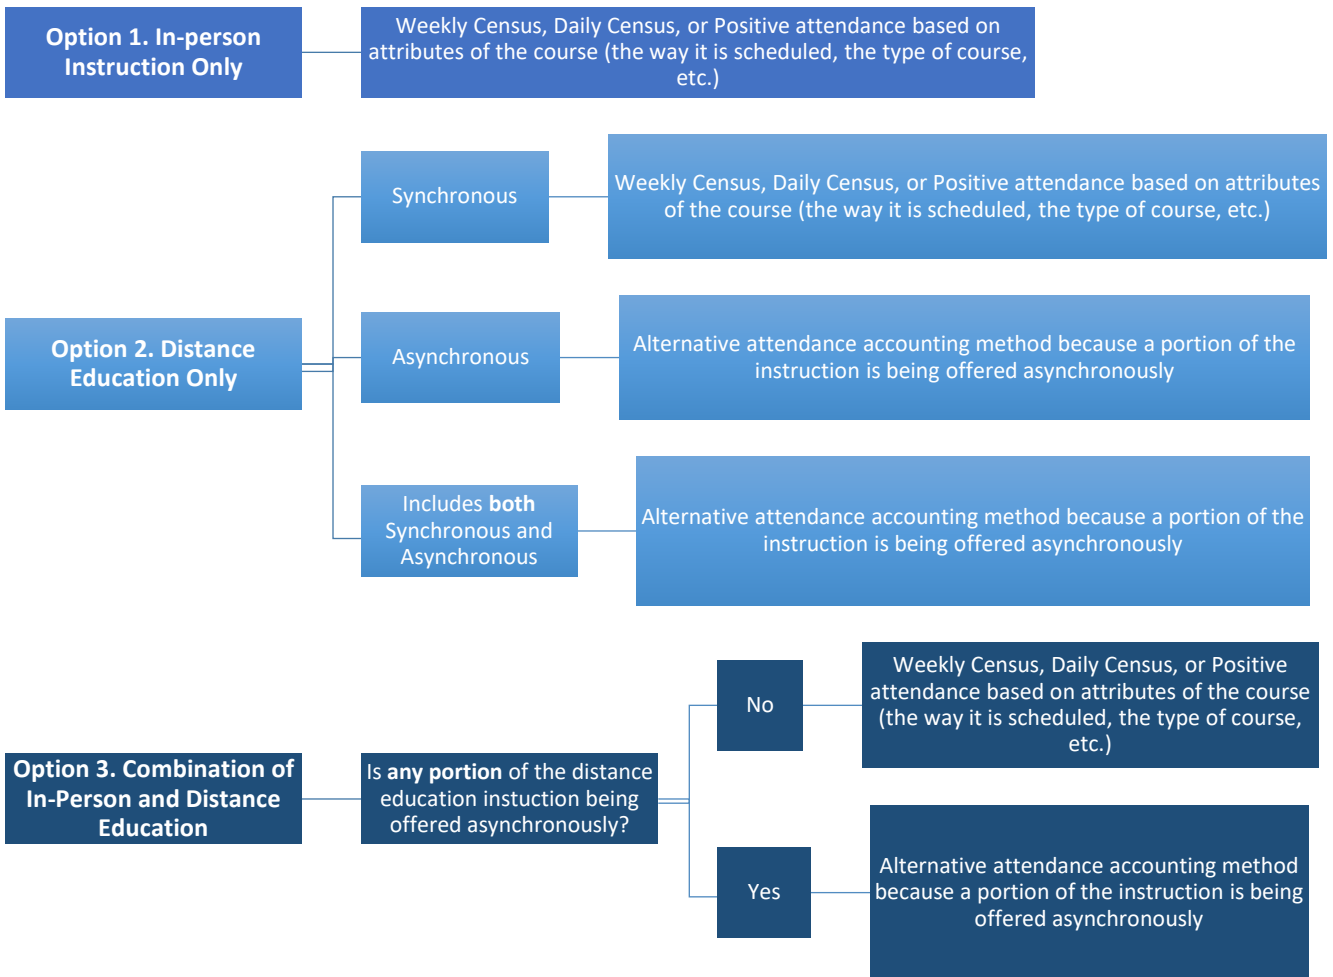 Option 1. In-person
Instruction Only
Weekly Census, Daily Census, or Positive attendance based on
attributes of the course (the way it is scheduled, the type of course,
etc.)
Option 2. Distance
Education Only
Synchronous
Weekly Census, Daily Census, or Positive attendance based on attributes
of the course (the way it is scheduled, the type of course, etc.)
Asynchronous
Alternative attendance accounting method because a portion of the
instruction is being offered asynchronously
Includes both
Synchronous and
Asynchronous
Alternative attendance accounting method because a portion of the
instruction is being offered asynchronously
Option 3. Combination of
In-Person and Distance
Education
Is any portion of the distance
education instuction being
offered asynchronously?
No
Weekly Census, Daily Census, or Positive
attendance based on attributes of the course
(the way it is scheduled, the type of course,
etc.)
Yes
Alternative attendance accounting method
because a portion of the instruction is being
offered asynchronously